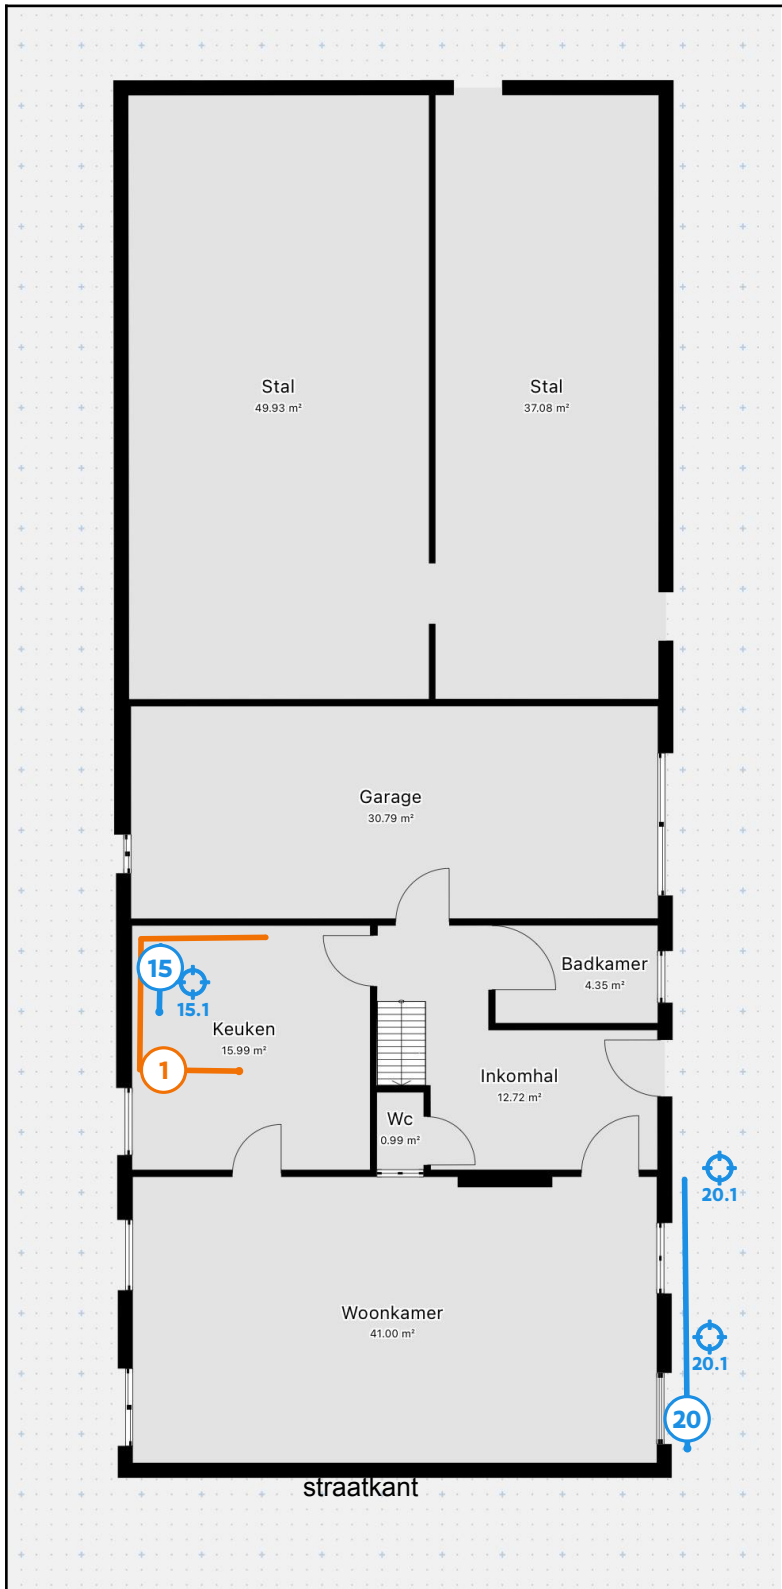 Stal
49.93 m²
Stal
37.08 m²
Garage
30.79 m²
15
15.1
Keuken
15.99 m²
1
Badkamer
4.35 m²
Inkomhal
12.72 m²
Wc
0.99 m²
20.1
Woonkamer
41.00 m²
20.1
20
straatkant